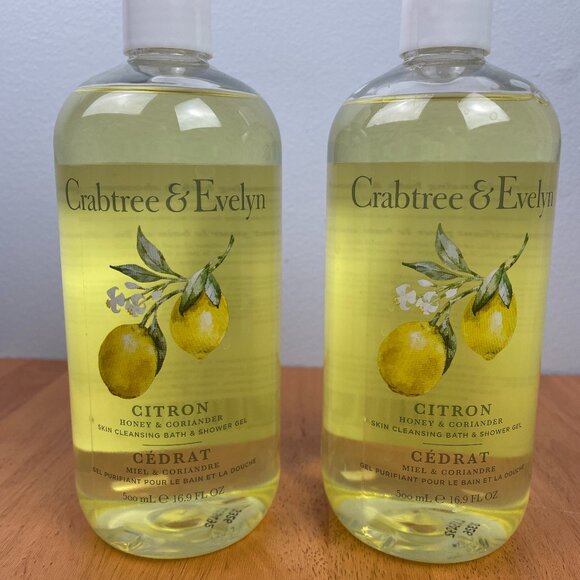 Crabtree & Evelyn
CITRON
HONEY & CORIANDER
SKIN CLEANSING BATH & SHOWER GEL
CÉDRAT
MIEL & CORIANDRE
GEL PURIFIANT POUR LE BAIN ET LA DOUCHE
500 mL ℮ 16.9 FL OZ
Crabtree & Evelyn
CITRON
HONEY & CORIANDER
SKIN CLEANSING BATH & SHOWER GEL
CÉDRAT
MIEL & CORIANDRE
GEL PURIFIANT POUR LE BAIN ET LA DOUCHE
500 mL ℮ 16.9 FL OZ